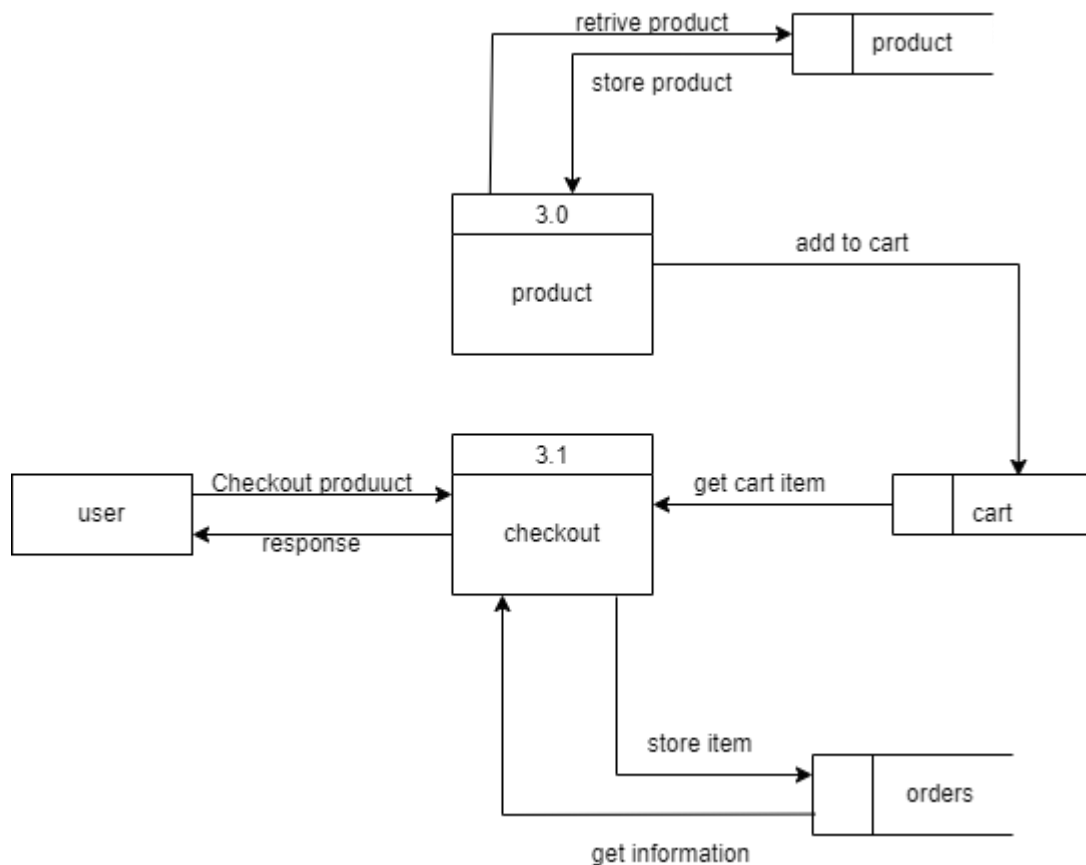 retrive product
product
store product
3.0
product
add to cart
3.1
checkout
user
Checkout produuct
response
get cart item
cart
store item
orders
get information